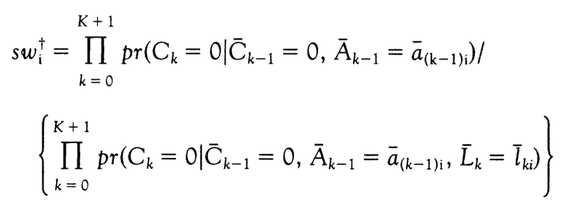 sw_i^† = ∏_{k = 0}^{K + 1} pr(C_k = 0|C̄_{k−1} = 0, Ā_{k−1} = ā_{(k−1)i})/
{∏_{k = 0}^{K + 1} pr(C_k = 0|C̄_{k−1} = 0, Ā_{k−1} = ā_{(k−1)i}, L̄_k = l̄_{ki})}